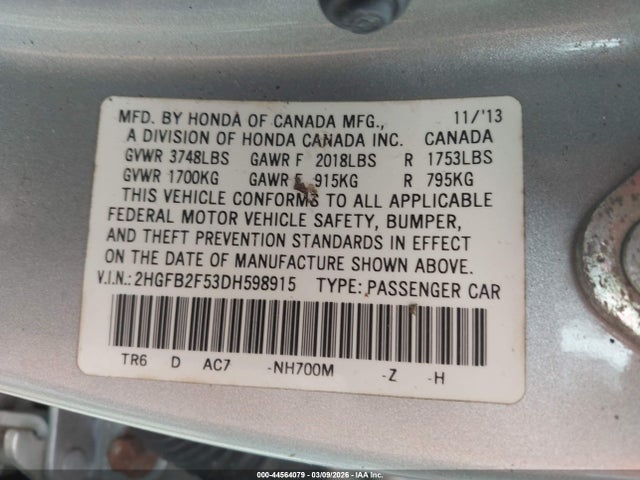 MFD. BY HONDA OF CANADA MFG., 11/'13
A DIVISION OF HONDA CANADA INC. CANADA
GVWR 3748LBS GAWR F 2018LBS R 1753LBS
GVWR 1700KG GAWR F 915KG R 795KG
THIS VEHICLE CONFORMS TO ALL APPLICABLE
FEDERAL MOTOR VEHICLE SAFETY, BUMPER,
AND THEFT PREVENTION STANDARDS IN EFFECT
ON THE DATE OF MANUFACTURE SHOWN ABOVE.
V.I.N.: 2HGFB2F53DH598915 TYPE: PASSENGER CAR
TR6 D AC7 -NH700M -Z -H
000-44564079 - 03/09/2026 - IAA Inc.